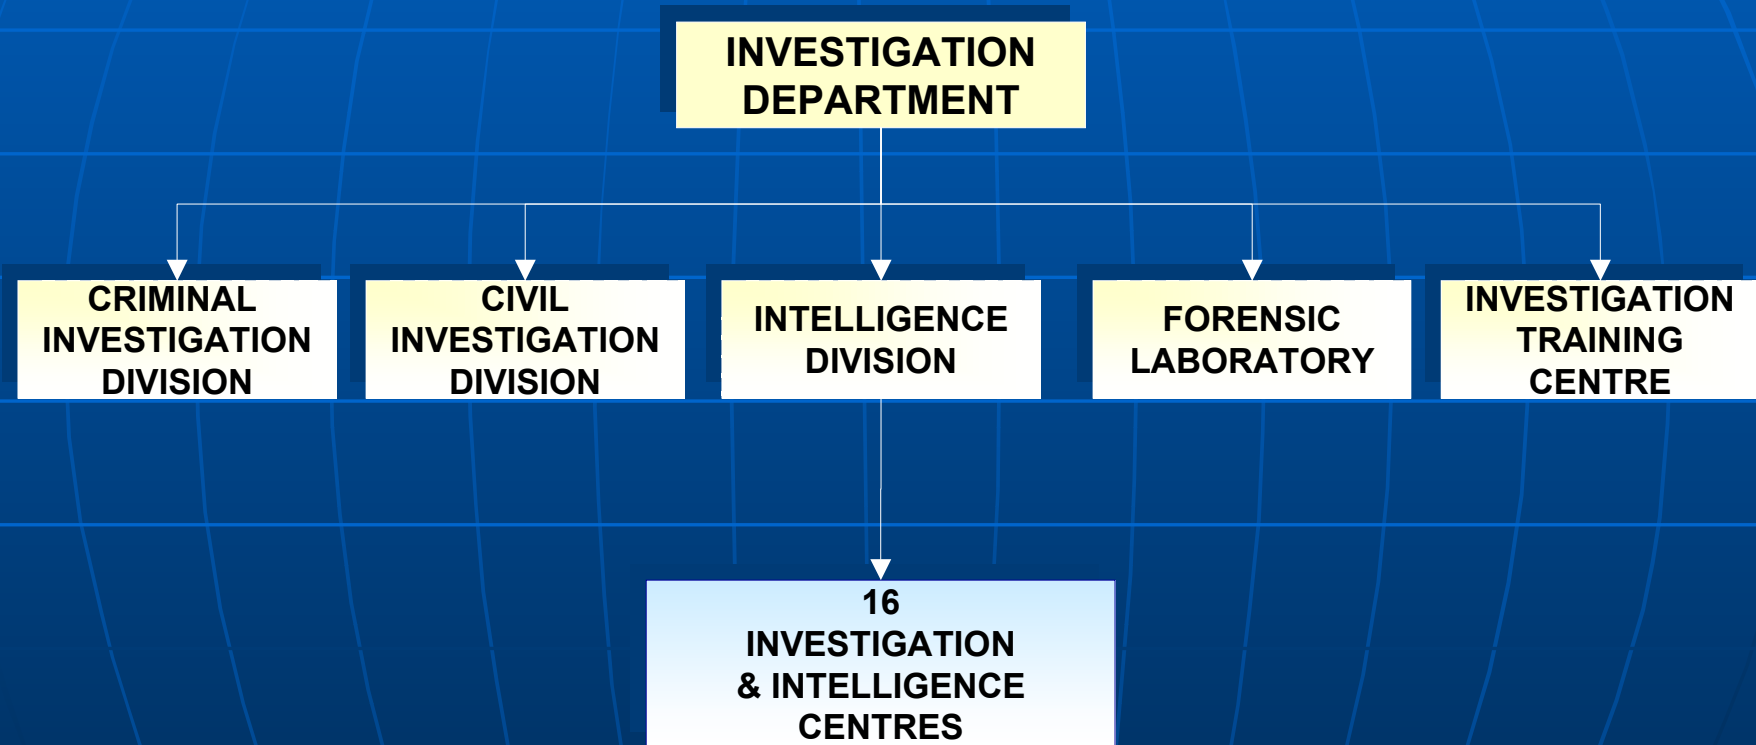 INVESTIGATION
DEPARTMENT
CRIMINAL
INVESTIGATION
DIVISION
CIVIL
INVESTIGATION
DIVISION
INTELLIGENCE
DIVISION
FORENSIC
LABORATORY
INVESTIGATION
TRAINING
CENTRE
16
INVESTIGATION
& INTELLIGENCE
CENTRES